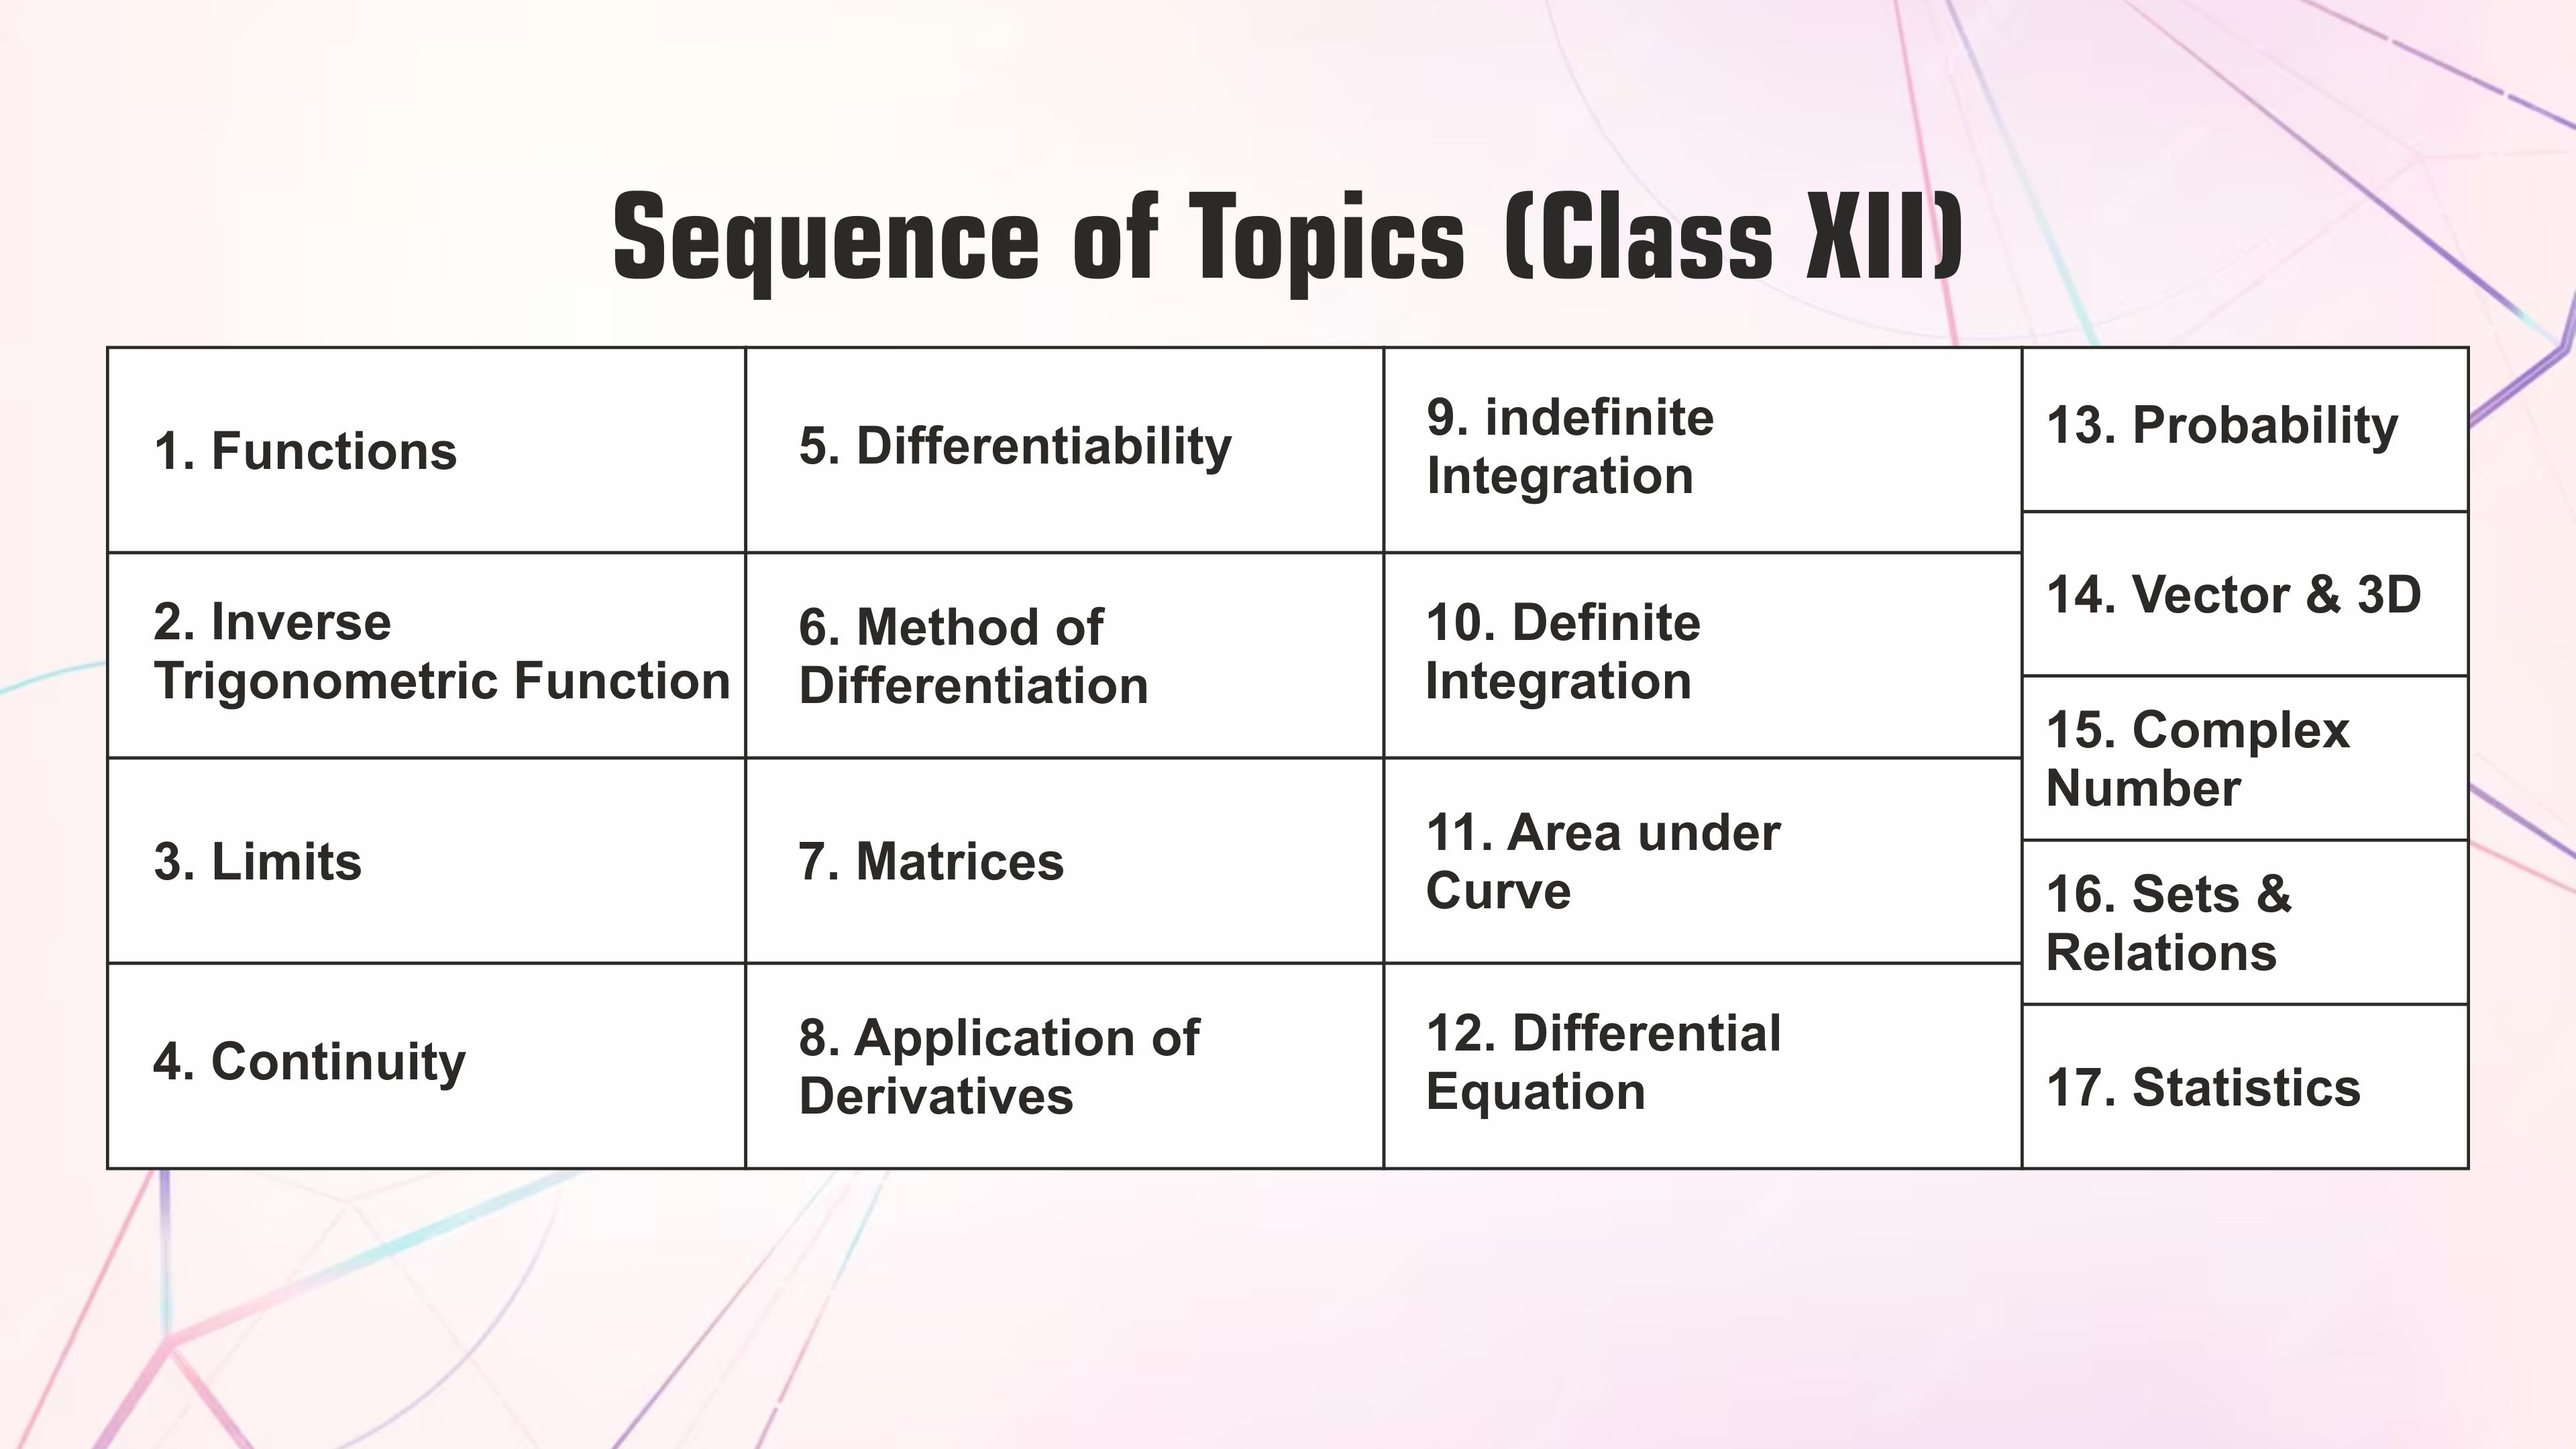 Sequence of Topics (Class XII)
1. Functions
2. Inverse
Trigonometric Function
3. Limits
4. Continuity
5. Differentiability
6. Method of
Differentiation
7. Matrices
8. Application of
Derivatives
9. indefinite
Integration
10. Definite
Integration
11. Area under
Curve
12. Differential
Equation
13. Probability
14. Vector & 3D
15. Complex
Number
16. Sets &
Relations
17. Statistics